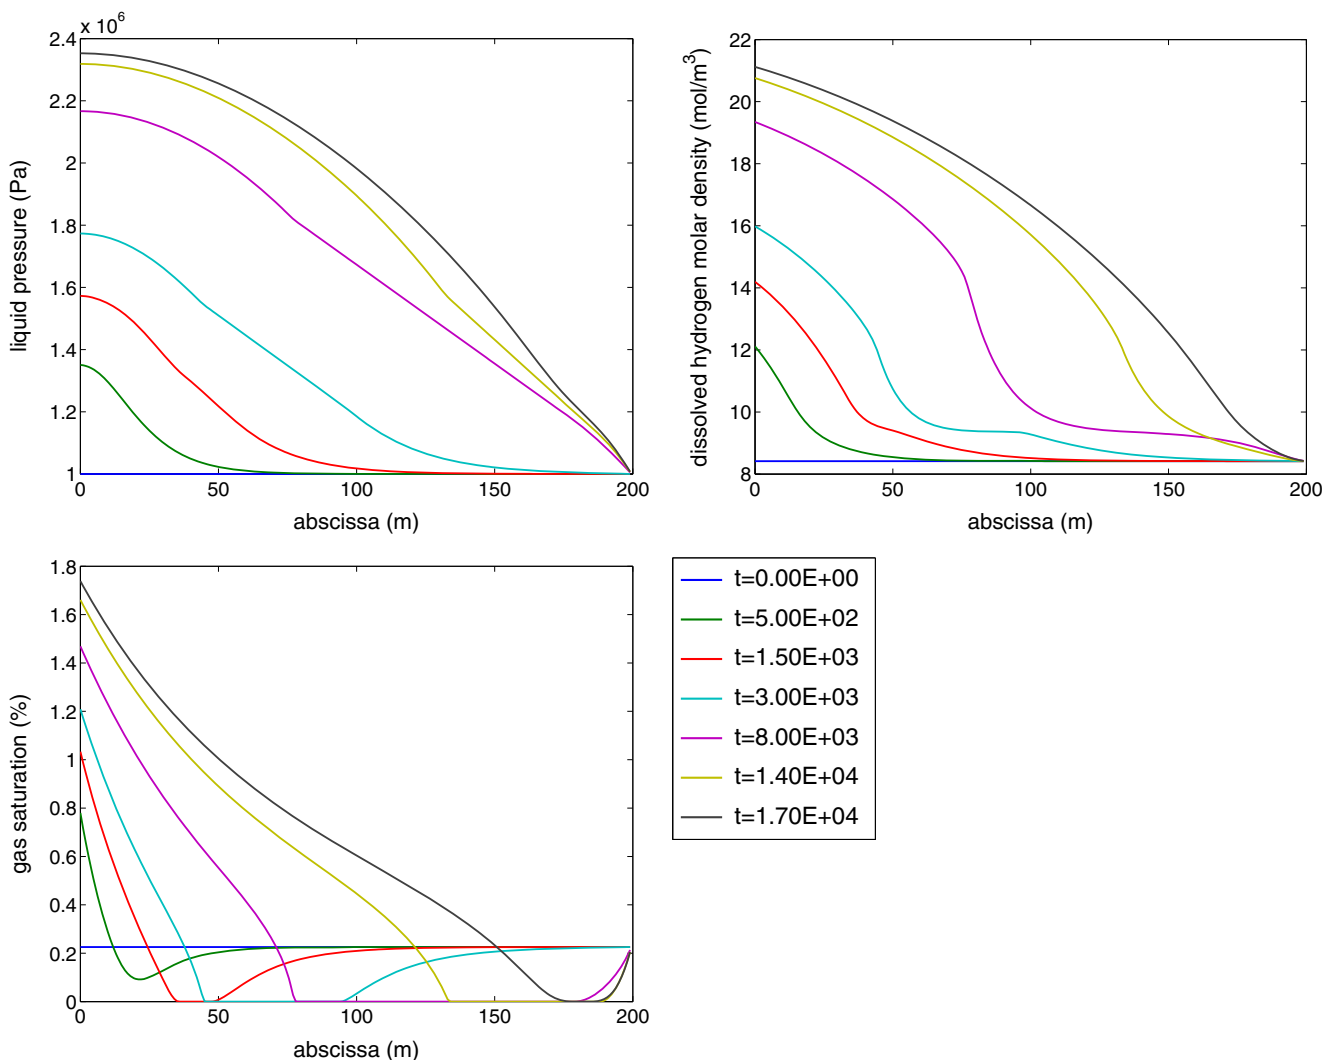 x 10^6
2.4
2.2
2
1.8
1.6
1.4
1.2
1
0
50
100
150
200
liquid pressure (Pa)
abscissa (m)
22
20
18
16
14
12
10
8
0
50
100
150
200
dissolved hydrogen molar density (mol/m^3)
abscissa (m)
1.8
1.6
1.4
1.2
1
0.8
0.6
0.4
0.2
0
0
50
100
150
200
gas saturation (%)
abscissa (m)
t=0.00E+00
t=5.00E+02
t=1.50E+03
t=3.00E+03
t=8.00E+03
t=1.40E+04
t=1.70E+04